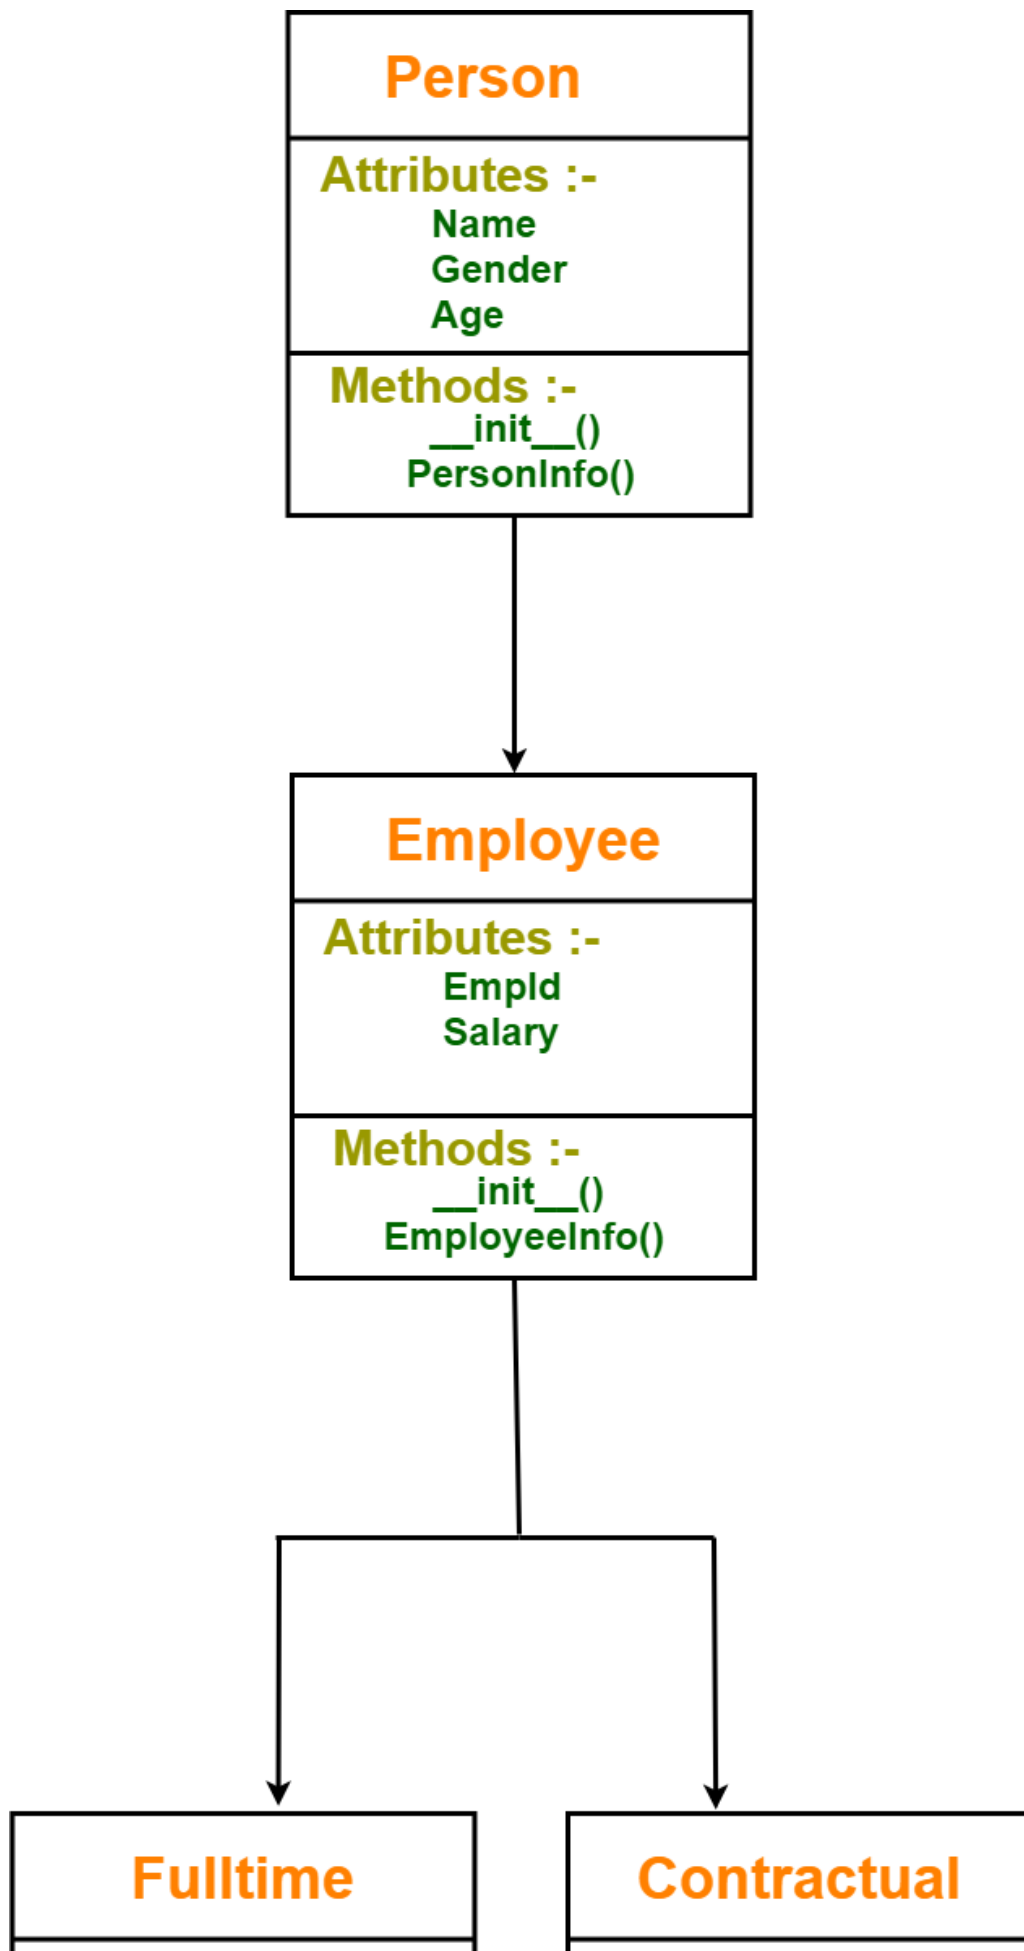 Person
Attributes :-
Name
Gender
Age
Methods :-
__init__()
PersonInfo()
Employee
Attributes :-
EmpId
Salary
Methods :-
__init__()
EmployeeInfo()
Fulltime
Contractual